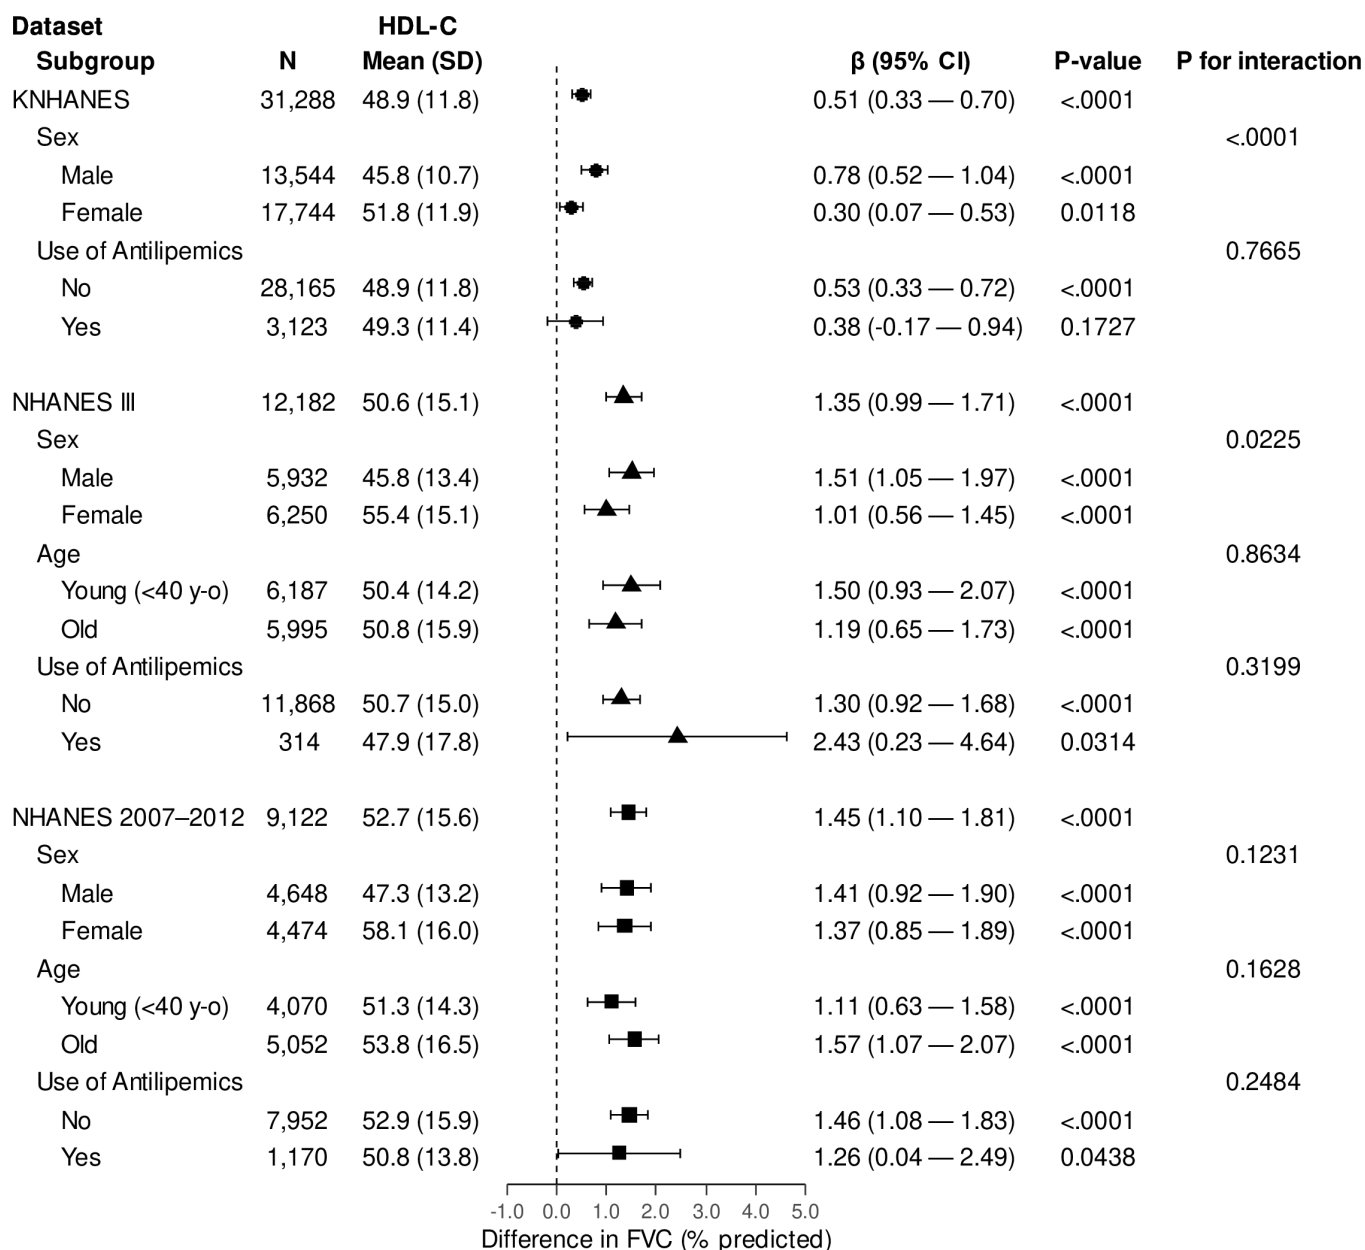 Dataset HDL-C
Subgroup N Mean (SD) β (95% CI) P-value P for interaction
KNHANES 31,288 48.9 (11.8) 0.51 (0.33 — 0.70) <.0001
Sex <.0001
Male 13,544 45.8 (10.7) 0.78 (0.52 — 1.04) <.0001
Female 17,744 51.8 (11.9) 0.30 (0.07 — 0.53) 0.0118
Use of Antilipemics 0.7665
No 28,165 48.9 (11.8) 0.53 (0.33 — 0.72) <.0001
Yes 3,123 49.3 (11.4) 0.38 (-0.17 — 0.94) 0.1727
NHANES III 12,182 50.6 (15.1) 1.35 (0.99 — 1.71) <.0001
Sex 0.0225
Male 5,932 45.8 (13.4) 1.51 (1.05 — 1.97) <.0001
Female 6,250 55.4 (15.1) 1.01 (0.56 — 1.45) <.0001
Age 0.8634
Young (<40 y-o) 6,187 50.4 (14.2) 1.50 (0.93 — 2.07) <.0001
Old 5,995 50.8 (15.9) 1.19 (0.65 — 1.73) <.0001
Use of Antilipemics 0.3199
No 11,868 50.7 (15.0) 1.30 (0.92 — 1.68) <.0001
Yes 314 47.9 (17.8) 2.43 (0.23 — 4.64) 0.0314
NHANES 2007–2012 9,122 52.7 (15.6) 1.45 (1.10 — 1.81) <.0001
Sex 0.1231
Male 4,648 47.3 (13.2) 1.41 (0.92 — 1.90) <.0001
Female 4,474 58.1 (16.0) 1.37 (0.85 — 1.89) <.0001
Age 0.1628
Young (<40 y-o) 4,070 51.3 (14.3) 1.11 (0.63 — 1.58) <.0001
Old 5,052 53.8 (16.5) 1.57 (1.07 — 2.07) <.0001
Use of Antilipemics 0.2484
No 7,952 52.9 (15.9) 1.46 (1.08 — 1.83) <.0001
Yes 1,170 50.8 (13.8) 1.26 (0.04 — 2.49) 0.0438
-1.0 0.0 1.0 2.0 3.0 4.0 5.0
Difference in FVC (% predicted)